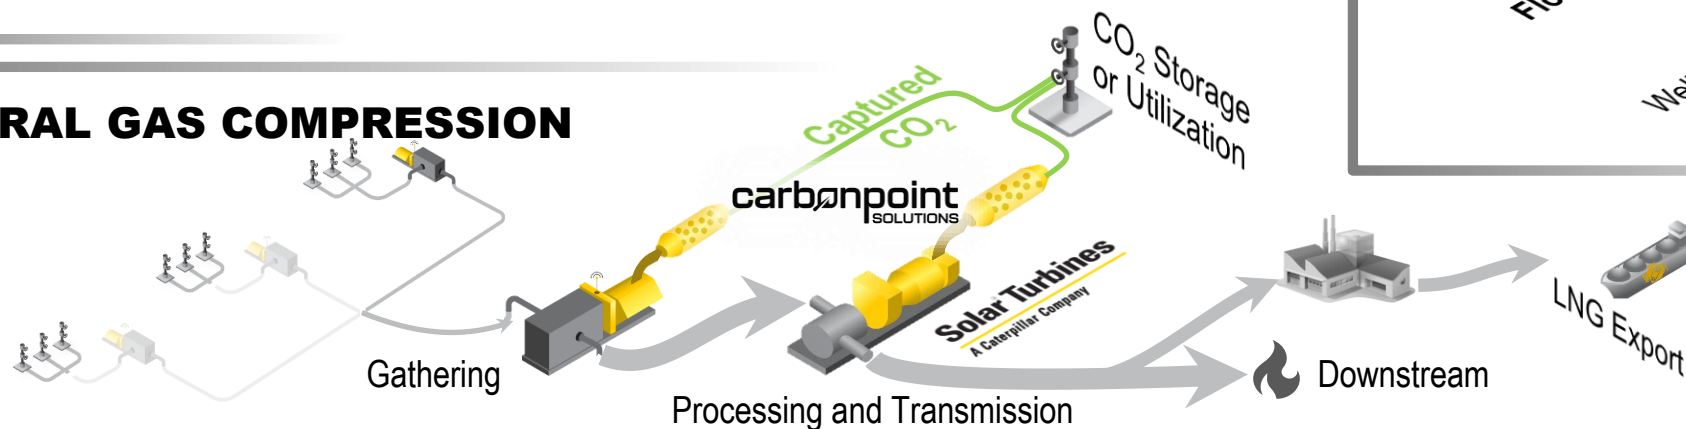 RAL GAS COMPRESSION
Captured
CO₂
CO₂ Storage
or Utilization
carbonpoint
SOLUTIONS
Solar Turbines
A Caterpillar Company
Gathering
Processing and Transmission
Downstream
LNG Export